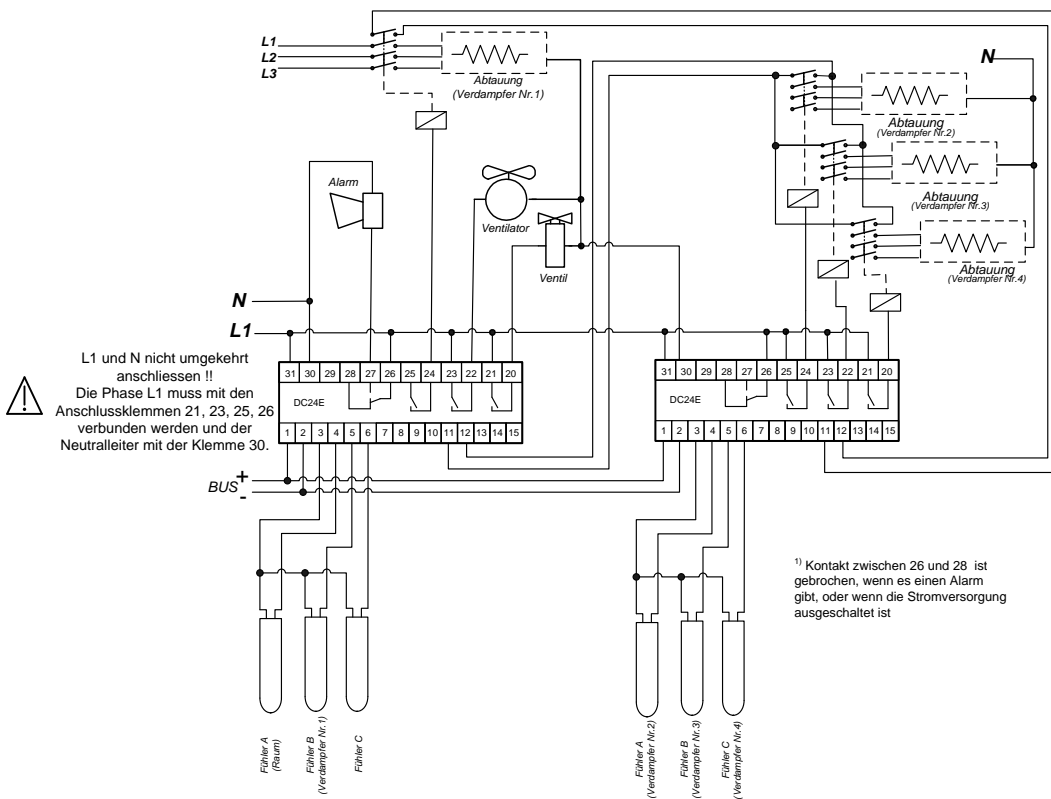 L1
L2
L3
Abtauung
(Verdampfer Nr.1)
N
Abtauung
(Verdampfer Nr.2)
Abtauung
(Verdampfer Nr.3)
Abtauung
(Verdampfer Nr.4)
Alarm
Ventilator
Ventil
N
L1
L1 und N nicht umgekehrt
anschliessen !!
Die Phase L1 muss mit den
Anschlussklemmen 21, 23, 25, 26
verbunden werden und der
Neutralleiter mit der Klemme 30.
31 30 29 28 27 26 25 24 23 22 21 20
DC24E
1 2 3 4 5 6 7 8 9 10 11 12 13 14 15
31 30 29 28 27 26 25 24 23 22 21 20
DC24E
1 2 3 4 5 6 7 8 9 10 11 12 13 14 15
BUS + -
1) Kontakt zwischen 26 und 28 ist
gebrochen, wenn es einen Alarm
gibt, oder wenn die Stromversorgung
ausgeschaltet ist
Fühler A
(Raum)
Fühler B
(Verdampfer Nr.1)
Fühler C
Fühler A
(Verdampfer Nr.2)
Fühler B
(Verdampfer Nr.3)
Fühler C
(Verdampfer Nr.4)